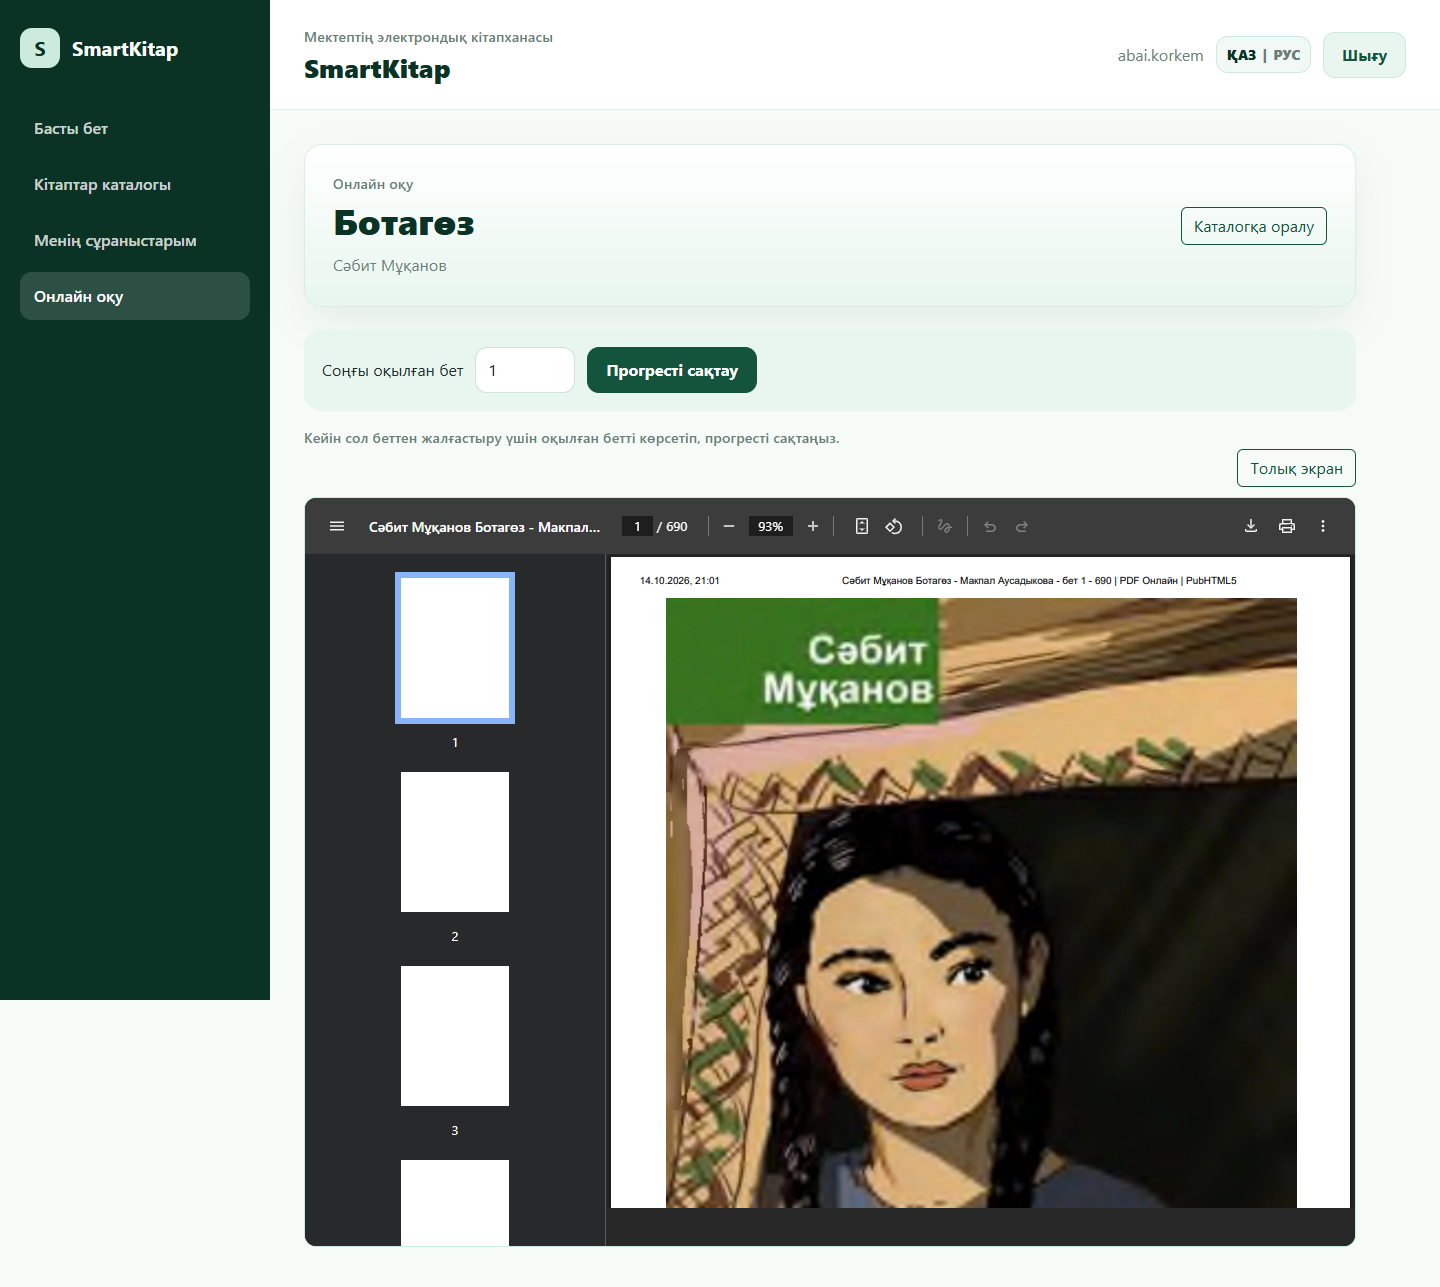 S SmartKitap
Басты бет
Кітаптар каталогы
Менің сұраныстарым
Онлайн оқу
Мектептің электрондық кітапханасы
SmartKitap
abai.korkem
ҚАЗ | РУС
Шығу
Онлайн оқу
Ботагөз
Сәбит Мұқанов
Каталогқа оралу
Соңғы оқылған бет 1 Прогресті сақтау
Кейін сол беттен жалғастыру үшін оқылған бетті көрсетіп, прогресті сақтаңыз.
Толық экран
Сәбит Мұқанов Ботагөз - Макпал... 1 / 690 93%
1
2
3
14.10.2026, 21:01 Сәбит Мұқанов Ботагөз - Макпал Аусадыкова - бет 1 - 690 | PDF Онлайн | PubHTML5
Сәбит
Мұқанов